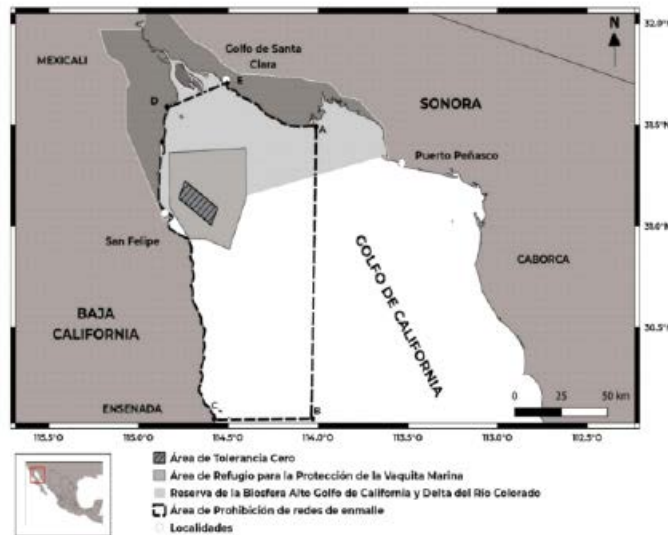 32.0°
N
Golfo de Santa
Clara
MEXICALI
E
D
SONORA
A
31.5°N
Puerto Peñasco
San Felipe
31.0°N
GOLFO DE CALIFORNIA
CABORCA
BAJA
CALIFORNIA
30.5°N
ENSENADA
C
B
0 25 50 km
115.5°O 115.0°O 114.5°O 114.0°O 113.5°O 113.0°O 112.5°O
Área de Tolerancia Cero
Área de Refugio para la Protección de la Vaquita Marina
Reserva de la Biosfera Alto Golfo de California y Delta del Río Colorado
Área de Prohibición de redes de enmalle
Localidades